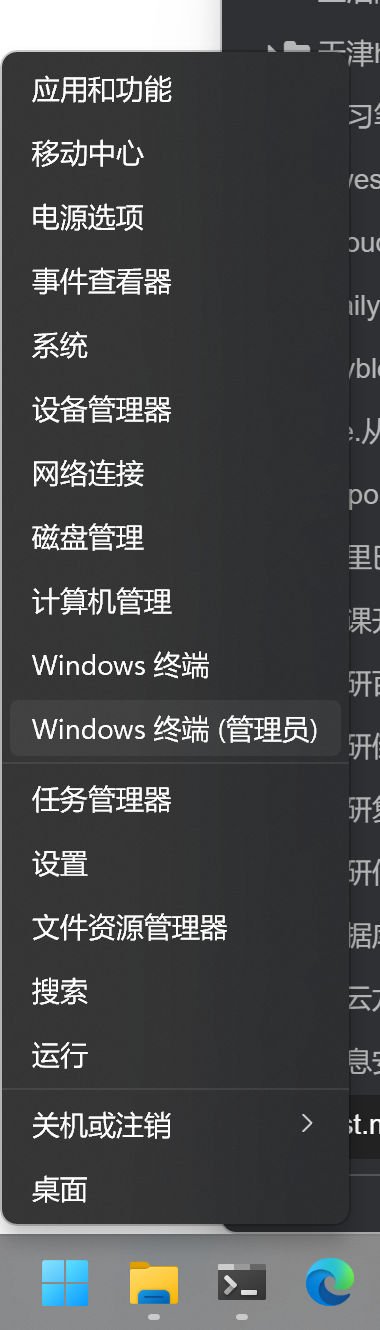 应用和功能
移动中心
电源选项
事件查看器
系统
设备管理器
网络连接
磁盘管理
计算机管理
Windows 终端
Windows 终端 (管理员)
任务管理器
设置
文件资源管理器
搜索
运行
关机或注销
桌面